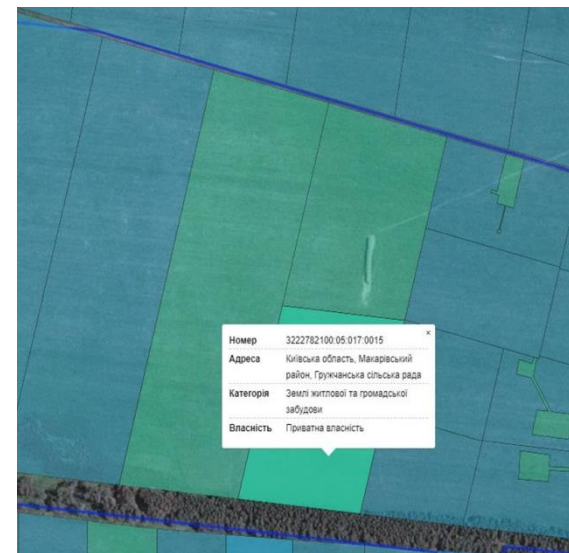 ×
Номер 3222782100:05:017:0015
Адреса Київська область, Макарівський
район, Гружчанська сільська рада
Категорія Землі житлової та громадської
забудови
Власність Приватна власність